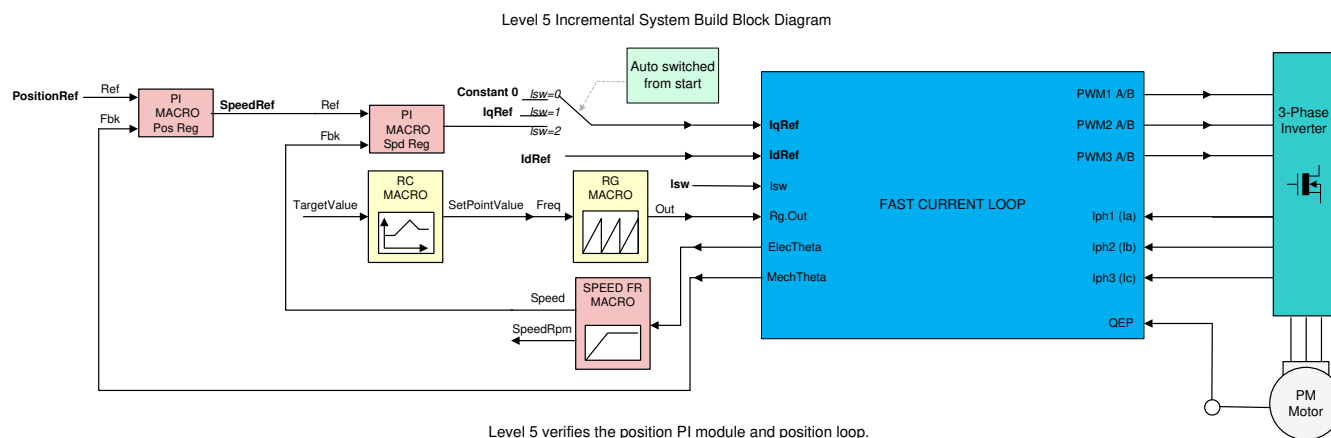 Level 5 Incremental System Build Block Diagram
Auto switched
from start
PositionRef
Ref
Fbk
PI
MACRO
Pos Reg
SpeedRef
Ref
Fbk
PI
MACRO
Spd Reg
Constant 0
Isw=0
IqRef
Isw=1
Isw=2
IdRef
Isw
TargetValue
RC
MACRO
SetPointValue
Freq
RG
MACRO
Out
Speed
SpeedRpm
SPEED FR
MACRO
IqRef
IdRef
Isw
Rg.Out
ElecTheta
MechTheta
FAST CURRENT LOOP
PWM1 A/B
PWM2 A/B
PWM3 A/B
Iph1 (Ia)
Iph2 (Ib)
Iph3 (Ic)
QEP
3-Phase
Inverter
PM
Motor
Level 5 verifies the position PI module and position loop.